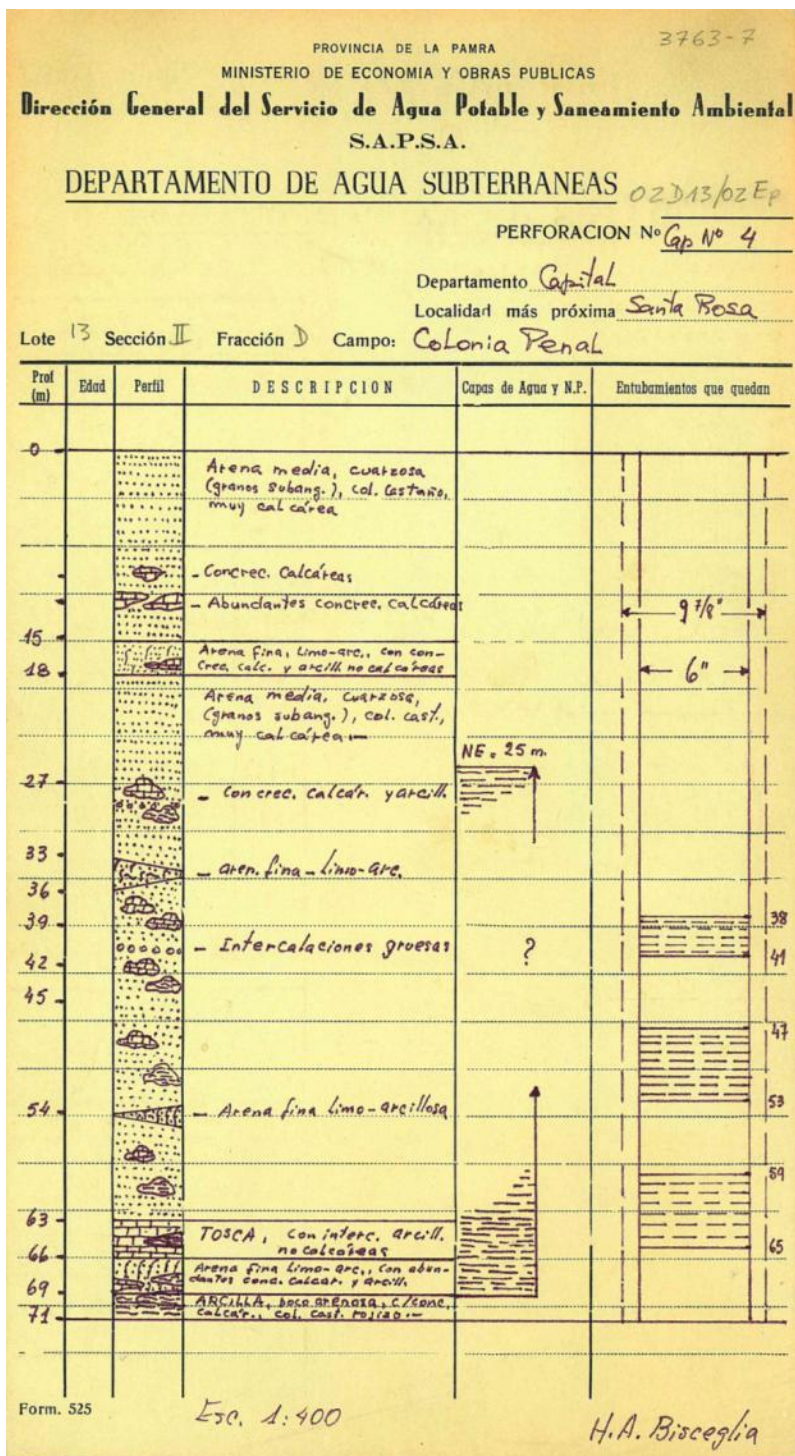 3763-7
PROVINCIA DE LA PAMRA
MINISTERIO DE ECONOMIA Y OBRAS PUBLICAS
Dirección General del Servicio de Agua Potable y Saneamiento Ambiental
S.A.P.S.A.
DEPARTAMENTO DE AGUA SUBTERRANEAS
02D13/02Ep
PERFORACION Nº Cap Nº 4
Departamento Capital
Localidad más próxima Santa Rosa
Lote 13 Sección II Fracción D Campo: Colonia Penal
Prof (m) Edad Perfil DESCRIPCION Capas de Agua y N.P. Entubamientos que quedan
0
Arena media, cuarzosa
(granos subang.), col. Castaño,
muy calcárea
- Concrec. Calcáreas
- Abundantes concrec. calcáreas
9 7/8"
15
Arena fina, limo-arc., con con-
crec. calc. y arcill. no calcáreas
18
6"
Arena media, cuarzosa,
(granos subang.), col. cast.,
muy calcárea.-
NE. 25 m.
27
- Concrec. calcár. y arcill.
33
- aren. fina - limo-arc.
36
39
38
- Intercalaciones gruesas
?
42
41
45
47
54
- Arena fina limo-arcillosa
53
59
63
TOSCA, con interc. arcill.
no calcáreas
65
66
Arena fina limo-arc., con abun-
dantes conc. calcár. y arcill.
69
ARCILLA, poco arenosa, c/conc.
calcár., col. cast. rojizo.-
71
Form. 525
Esc. 1:400
H.A. Bisceglia